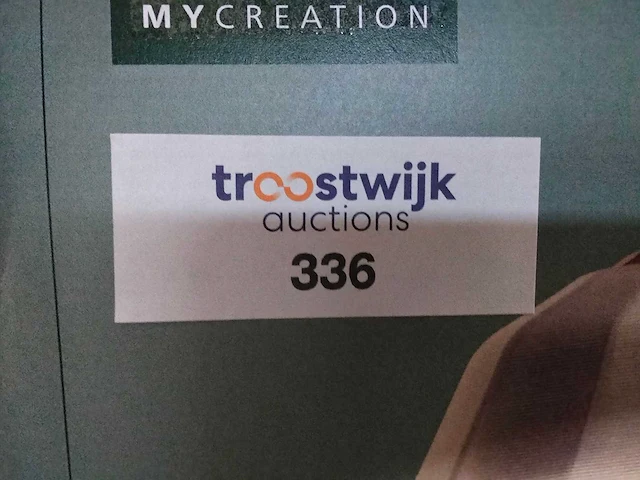 MYCREATION
troostwijk
auctions
336